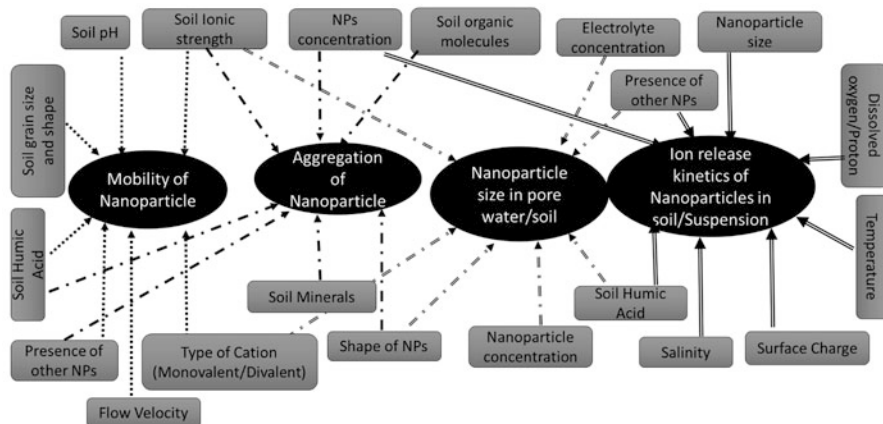 Soil pH
Soil Ionic
strength
NPs
concentration
Soil organic
molecules
Electrolyte
concentration
Nanoparticle
size
Presence of
other NPs
Dissolved
oxygen/Proton
Soil grain size
and shape
Mobility of
Nanoparticle
Aggregation
of
Nanoparticle
Nanoparticle
size in pore
water/soil
Ion release
kinetics of
Nanoparticles in
soil/Suspension
Soil Humic
Acid
Temperature
Soil Minerals
Soil Humic
Acid
Presence of
other NPs
Type of Cation
(Monovalent/Divalent)
Shape of NPs
Nanoparticle
concentration
Salinity
Surface Charge
Flow Velocity